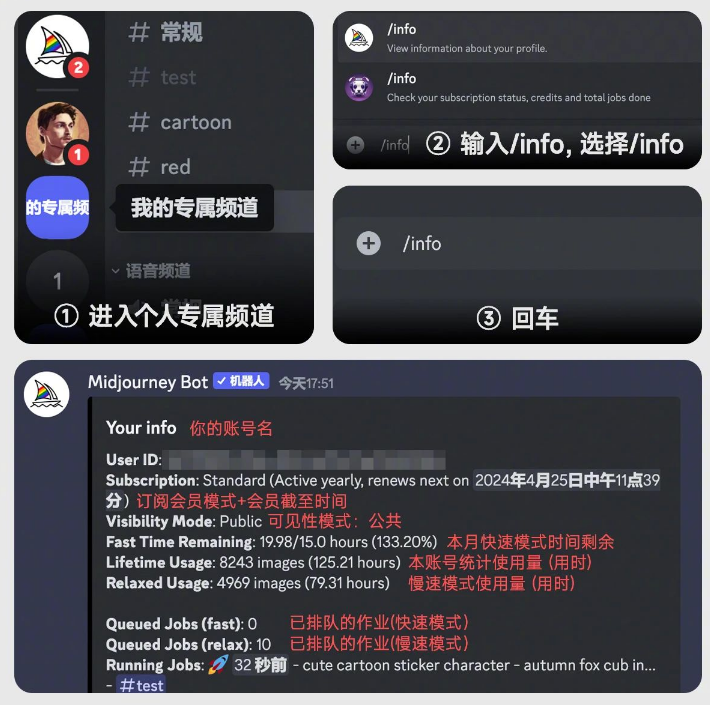 2
# 常规
# test
# cartoon
1
# red
的专属频
我的专属频道
1
语音频道
① 进入个人专属频道
/info
View information about your profile.
/info
Check your subscription status, credits and total jobs done
/info
② 输入/info, 选择/info
/info
③ 回车
Midjourney Bot ✓ 机器人 今天17:51
Your info 你的账号名
User ID:
Subscription: Standard (Active yearly, renews next on 2024年4月25日中午11点39
分) 订阅会员模式+会员截至时间
Visibility Mode: Public 可见性模式：公共
Fast Time Remaining: 19.98/15.0 hours (133.20%) 本月快速模式时间剩余
Lifetime Usage: 8243 images (125.21 hours) 本账号统计使用量 (用时)
Relaxed Usage: 4969 images (79.31 hours) 慢速模式使用量 (用时)
Queued Jobs (fast): 0 已排队的作业(快速模式)
Queued Jobs (relax): 10 已排队的作业(慢速模式)
Running Jobs: 🚀 32 秒前 - cute cartoon sticker character - autumn fox cub in...
- #test